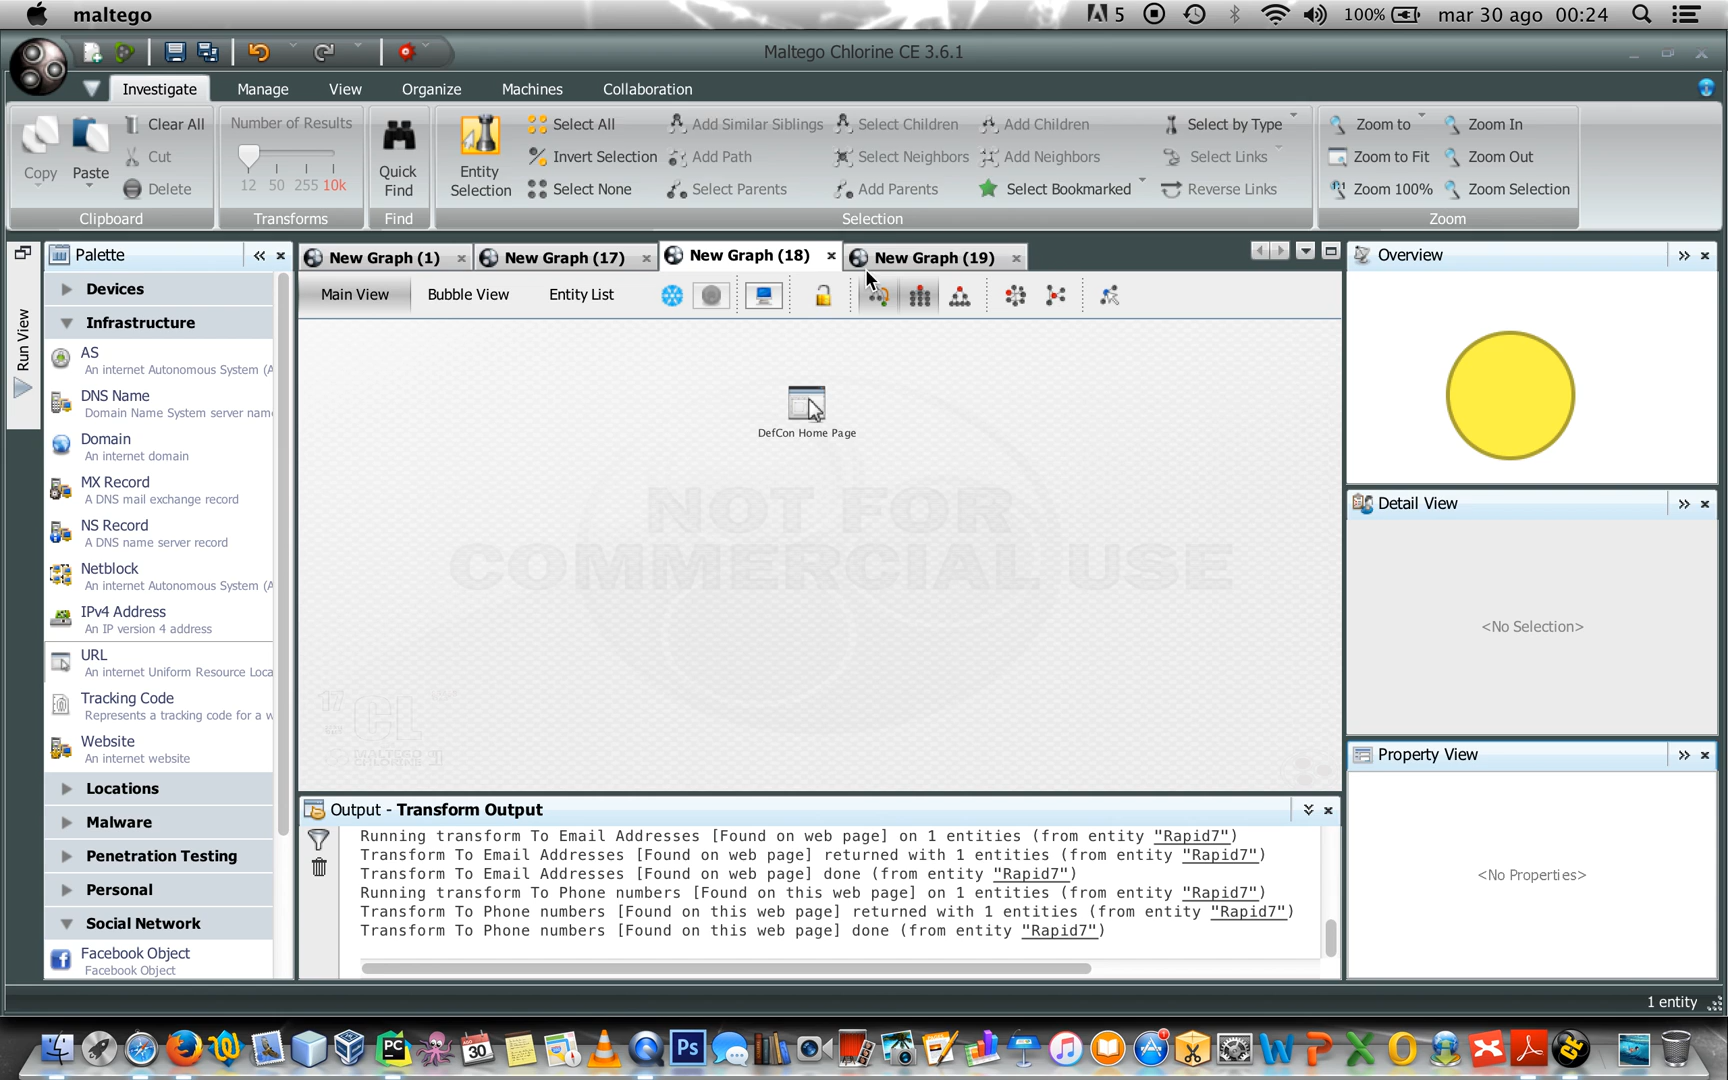 maltego
5
100%
mar 30 ago 00:24
Maltego Chlorine CE 3.6.1
Investigate
Manage
View
Organize
Machines
Collaboration
Copy
Paste
Clear All
Cut
Delete
Clipboard
Number of Results
12 50 255 10k
Transforms
Quick
Find
Find
Entity
Selection
Select All
Invert Selection
Select None
Add Similar Siblings
Add Path
Select Parents
Select Children
Select Neighbors
Add Parents
Add Children
Add Neighbors
Select Bookmarked
Select by Type
Select Links
Reverse Links
Selection
Zoom to
Zoom to Fit
Zoom 100%
Zoom In
Zoom Out
Zoom Selection
Zoom
Run View
Palette
Devices
Infrastructure
AS
An internet Autonomous System (A
DNS Name
Domain Name System server nam
Domain
An internet domain
MX Record
A DNS mail exchange record
NS Record
A DNS name server record
Netblock
An internet Autonomous System (A
IPv4 Address
An IP version 4 address
URL
An internet Uniform Resource Loca
Tracking Code
Represents a tracking code for a w
Website
An internet website
Locations
Malware
Penetration Testing
Personal
Social Network
Facebook Object
Facebook Object
New Graph (1)
New Graph (17)
New Graph (18)
New Graph (19)
Main View
Bubble View
Entity List
DefCon Home Page
NOT FOR
COMMERCIAL USE
Output - Transform Output
Running transform To Email Addresses [Found on web page] on 1 entities (from entity "Rapid7")
Transform To Email Addresses [Found on web page] returned with 1 entities (from entity "Rapid7")
Transform To Email Addresses [Found on web page] done (from entity "Rapid7")
Running transform To Phone numbers [Found on this web page] on 1 entities (from entity "Rapid7")
Transform To Phone numbers [Found on this web page] returned with 1 entities (from entity "Rapid7")
Transform To Phone numbers [Found on this web page] done (from entity "Rapid7")
Overview
Detail View
<No Selection>
Property View
<No Properties>
1 entity